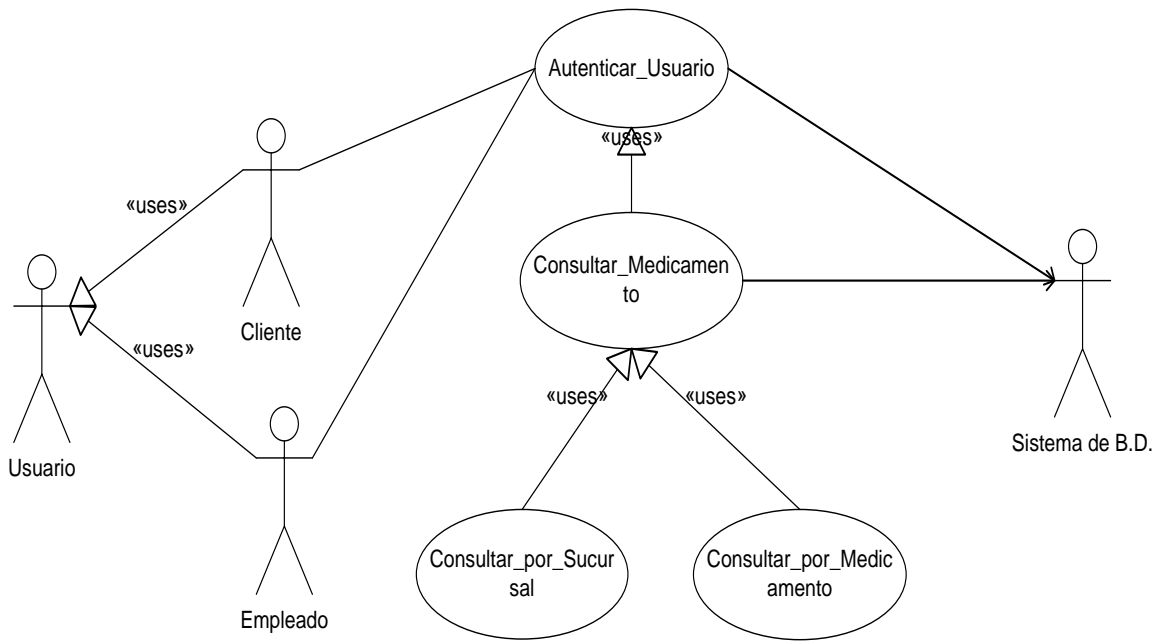 Autenticar_Usuario
«uses»
«uses»
Consultar_Medicamen
to
Cliente
«uses»
«uses»
«uses»
Usuario
Sistema de B.D.
Consultar_por_Sucur
sal
Consultar_por_Medic
amento
Empleado